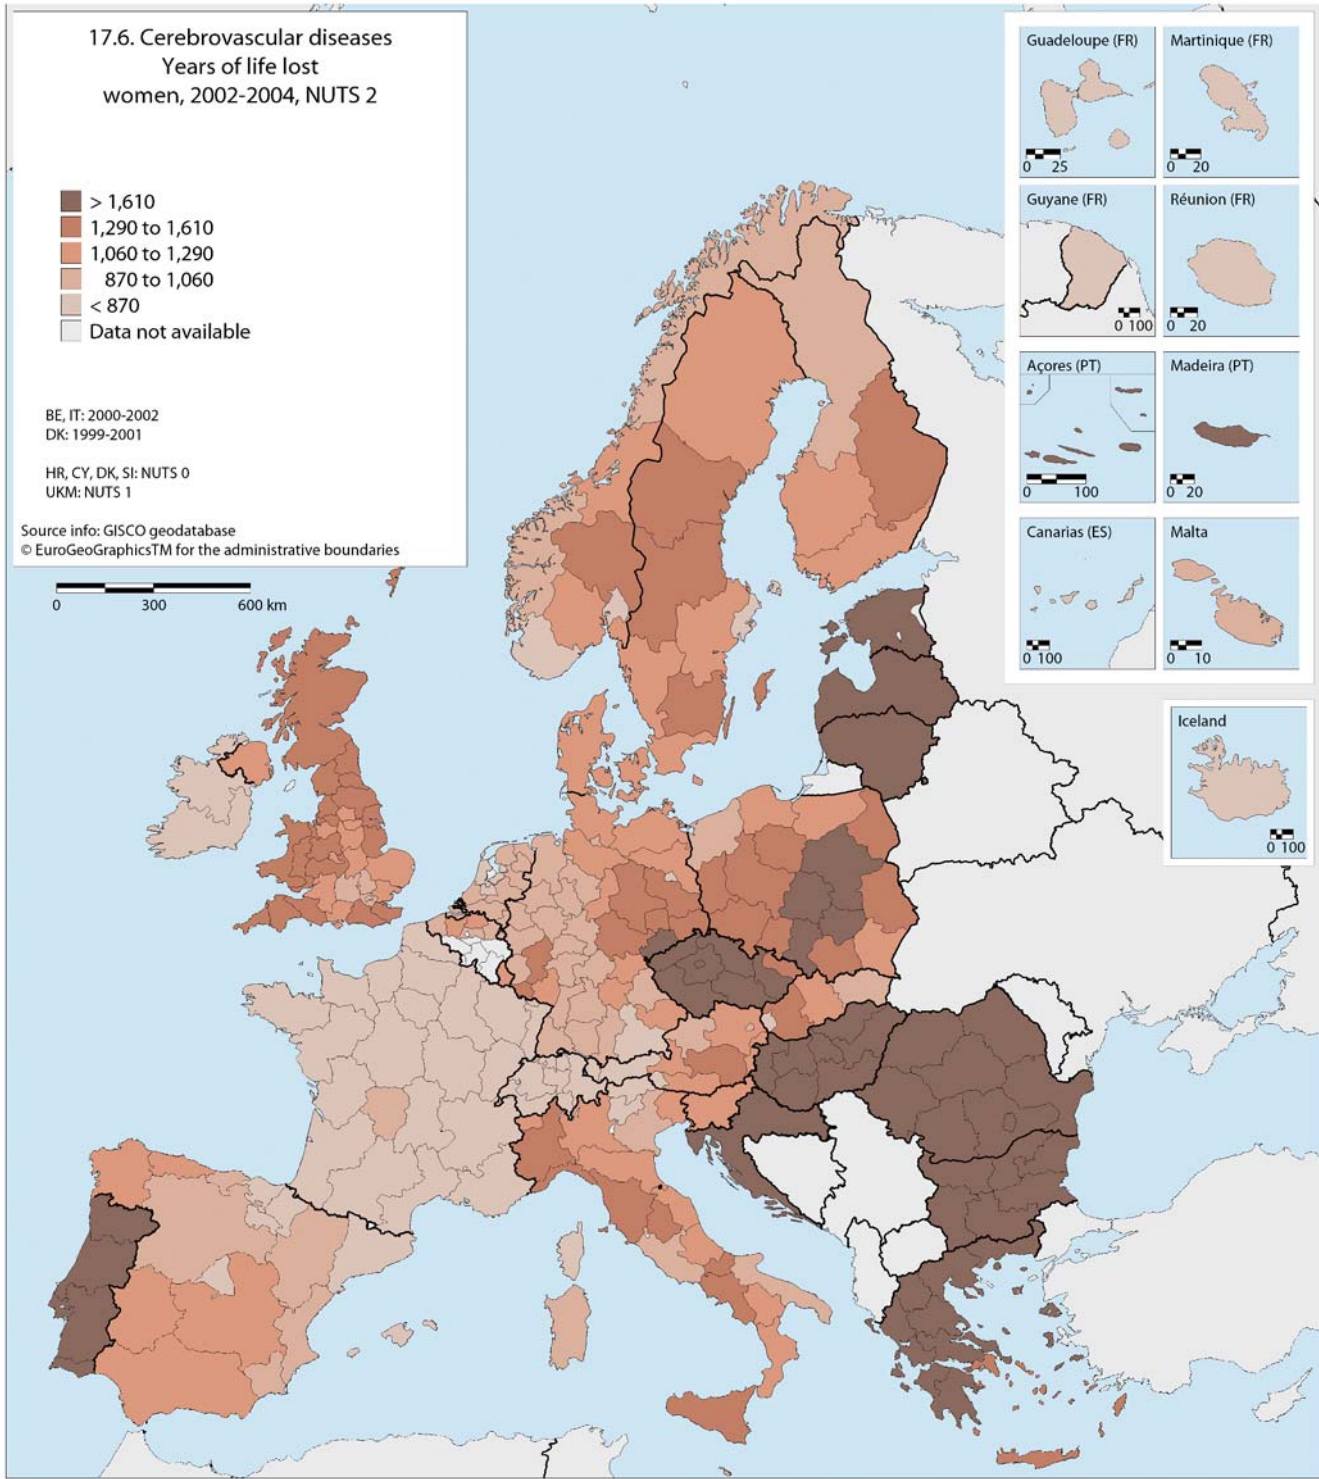 17.6. Cerebrovascular diseases
Years of life lost
women, 2002-2004, NUTS 2
> 1,610
1,290 to 1,610
1,060 to 1,290
870 to 1,060
< 870
Data not available
BE, IT: 2000-2002
DK: 1999-2001
HR, CY, DK, SI: NUTS 0
UKM: NUTS 1
Source info: GISCO geodatabase
© EuroGeoGraphicsTM for the administrative boundaries
0 300 600 km
Guadeloupe (FR)
0 25
Martinique (FR)
0 20
Guyane (FR)
0 100
Réunion (FR)
0 20
Açores (PT)
0 100
Madeira (PT)
0 20
Canarias (ES)
0 100
Malta
0 10
Iceland
0 100